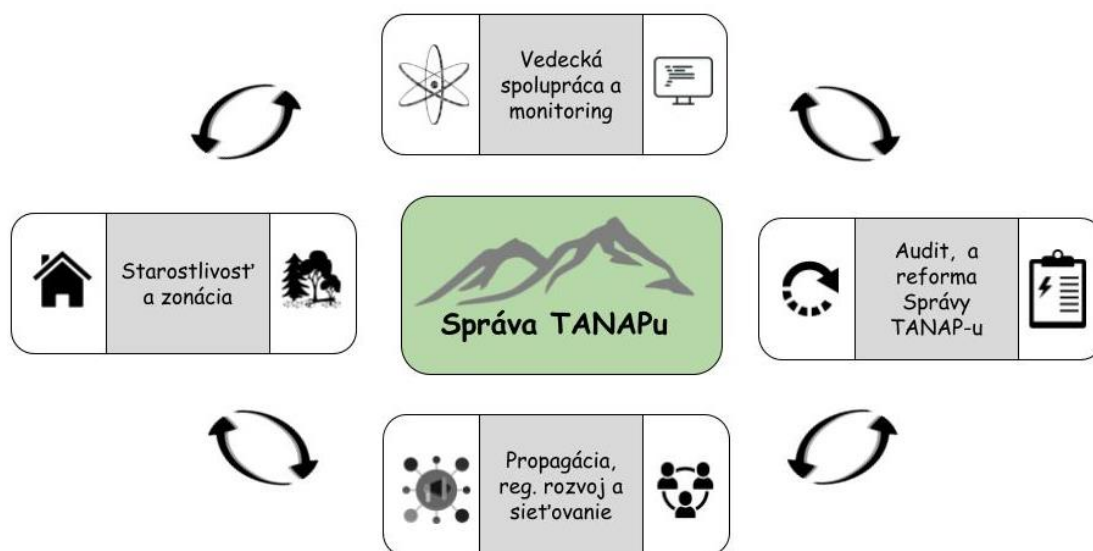 Vedecká
spolupráca a
monitoring
Starostlivosť
a zonácia
Správa TANAPu
Audit, a
reforma
Správy
TANAP-u
Propagácia,
reg. rozvoj a
sieťovanie